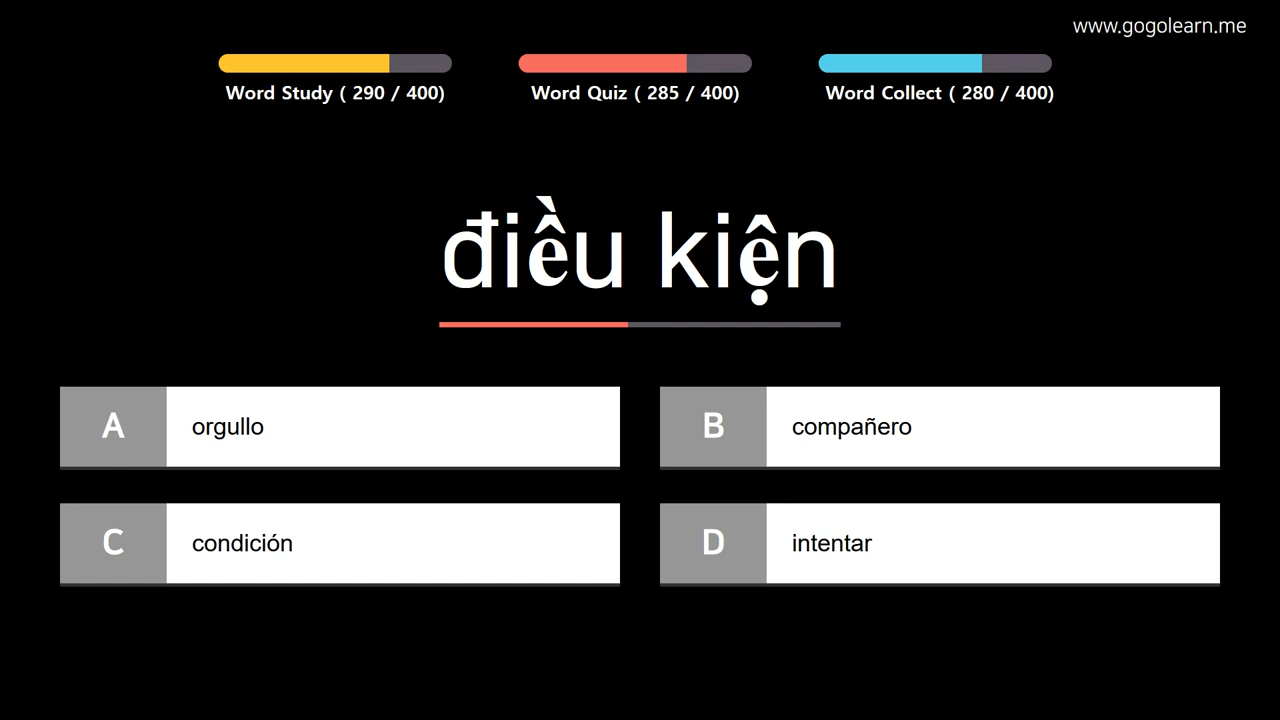 www.gogolearn.me
Word Study ( 290 / 400)
Word Quiz ( 285 / 400)
Word Collect ( 280 / 400)
điều kiện
A orgullo
B compañero
C condición
D intentar